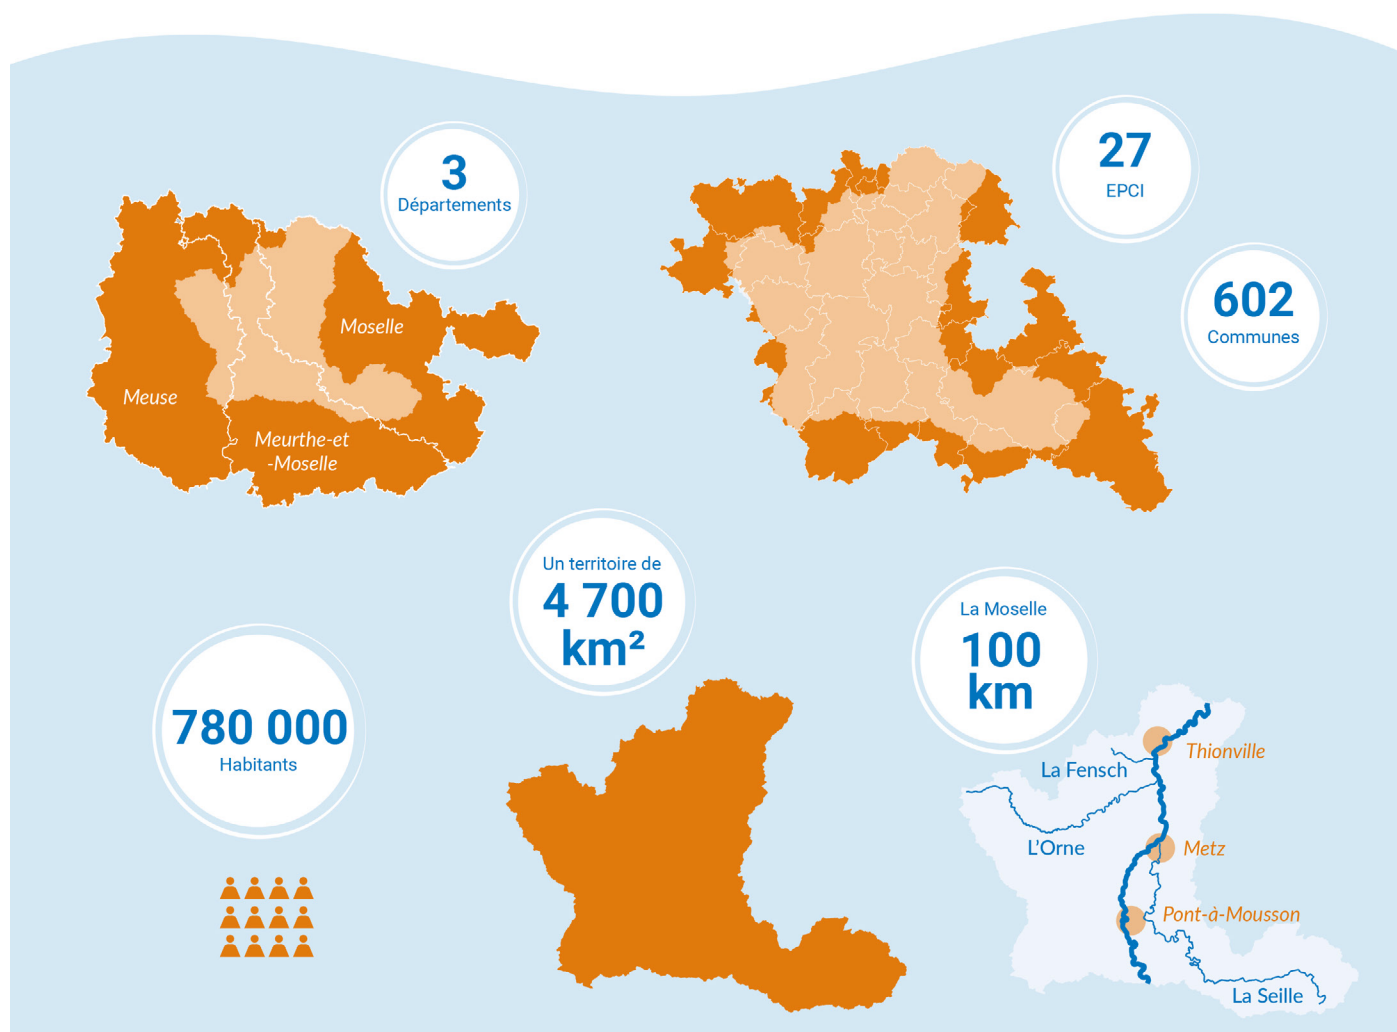 3
Départements
Moselle
Meuse
Meurthe-et
-Moselle
27
EPCI
602
Communes
Un territoire de
4 700
km²
780 000
Habitants
La Moselle
100
km
Thionville
La Fensch
L'Orne
Metz
Pont-à-Mousson
La Seille